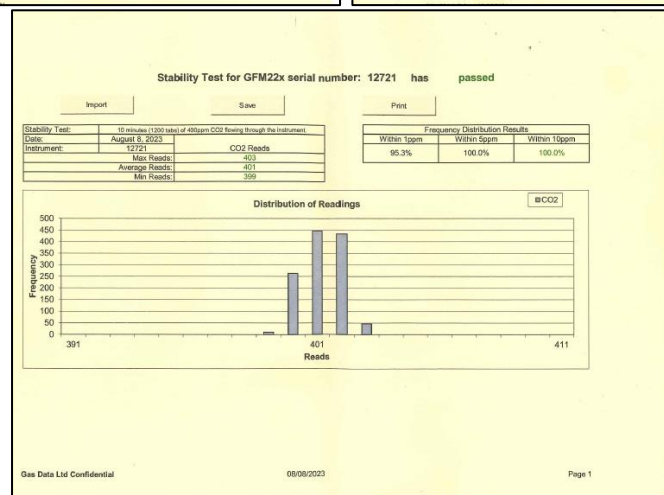 Stability Test for GFM22x serial number: 12721 has passed
Import Save Print
Stability Test: 10 minutes (1200 tabs) of 400ppm CO2 flowing through the instrument.
Date: August 8, 2023
Instrument: 12721 CO2 Reads
Max Reads: 403
Average Reads: 401
Min Reads: 399
Frequency Distribution Results
Within 1ppm Within 5ppm Within 10ppm
95.3% 100.0% 100.0%
Distribution of Readings
CO2
500
450
400
350
300
250
200
150
100
50
0
Frequency
391 401 411
Reads
Gas Data Ltd Confidential 08/08/2023 Page 1